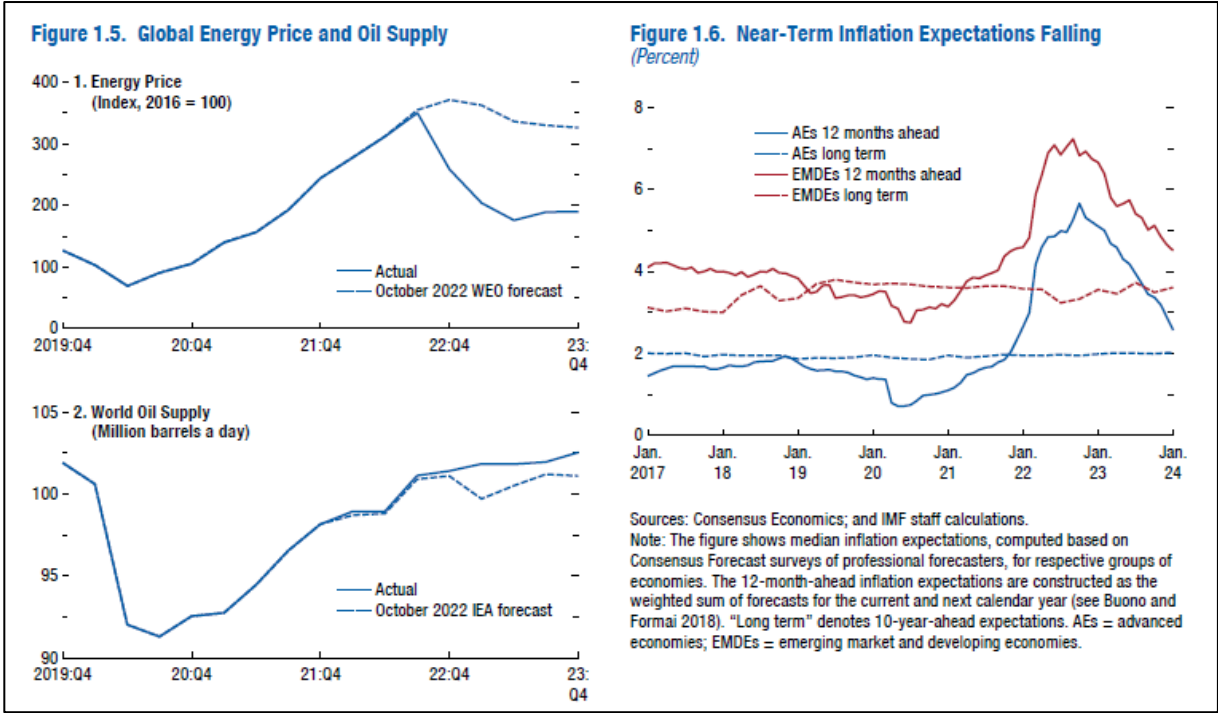 Figure 1.5. Global Energy Price and Oil Supply
400 – 1. Energy Price
(Index, 2016 = 100)
300 –
200 –
100 –
0
Actual
October 2022 WEO forecast
2019:Q4 20:Q4 21:Q4 22:Q4 23:
Q4
105 – 2. World Oil Supply
(Million barrels a day)
100 –
95 –
90
Actual
October 2022 IEA forecast
2019:Q4 20:Q4 21:Q4 22:Q4 23:
Q4
Figure 1.6. Near-Term Inflation Expectations Falling
(Percent)
8 –
6 –
4 –
2 –
0
AEs 12 months ahead
AEs long term
EMDEs 12 months ahead
EMDEs long term
Jan. Jan. Jan. Jan. Jan. Jan. Jan. Jan.
2017 18 19 20 21 22 23 24
Sources: Consensus Economics; and IMF staff calculations.
Note: The figure shows median inflation expectations, computed based on
Consensus Forecast surveys of professional forecasters, for respective groups of
economies. The 12-month-ahead inflation expectations are constructed as the
weighted sum of forecasts for the current and next calendar year (see Buono and
Formai 2018). “Long term” denotes 10-year-ahead expectations. AEs = advanced
economies; EMDEs = emerging market and developing economies.